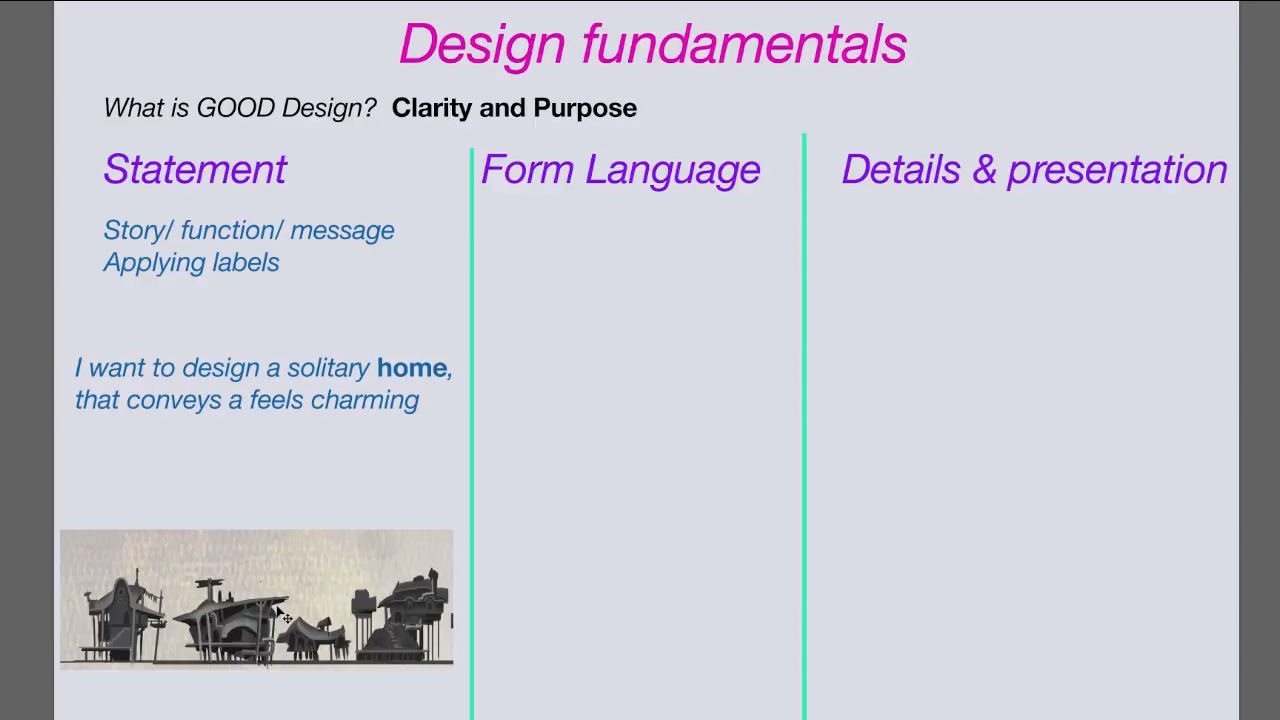 Design fundamentals
What is GOOD Design? Clarity and Purpose
Statement
Form Language
Details & presentation
Story/ function/ message
Applying labels
I want to design a solitary home,
that conveys a feels charming